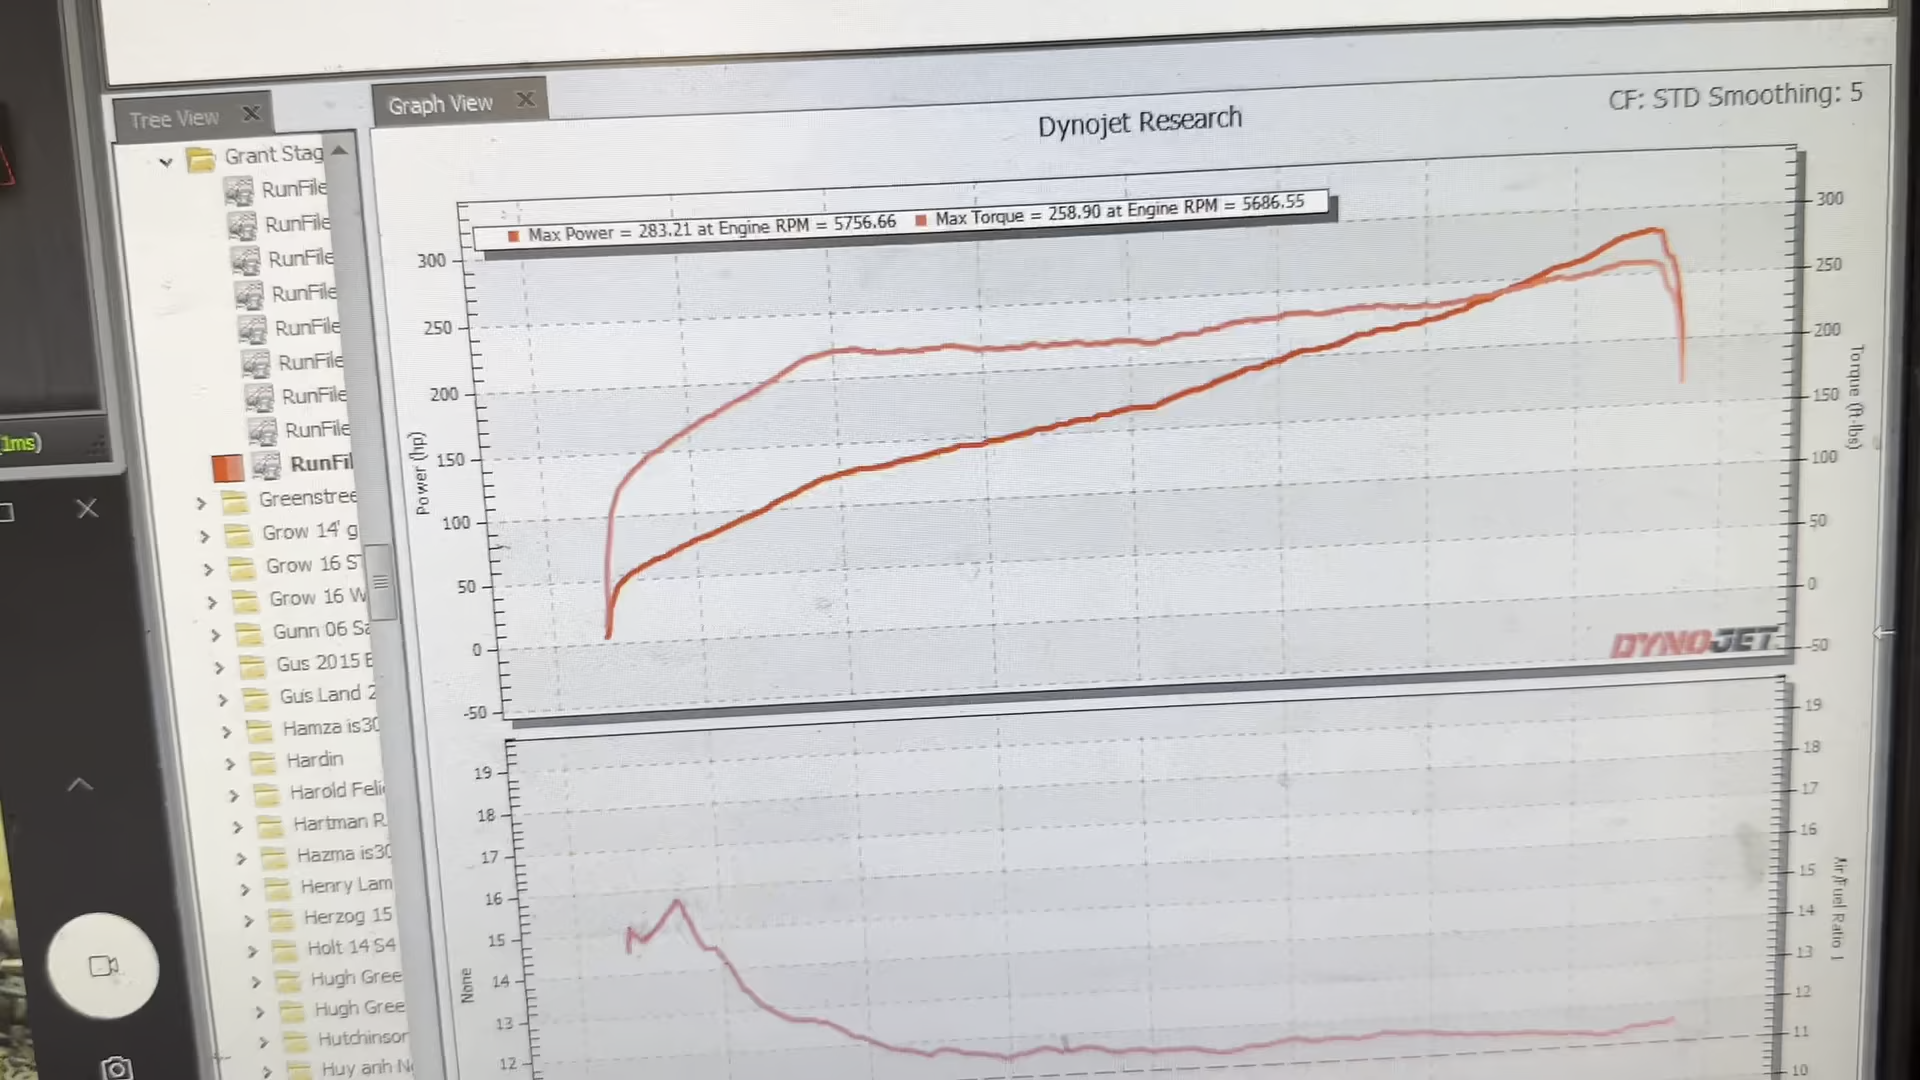 Tree View
Graph View
CF: STD Smoothing: 5
Dynojet Research
Grant Stag
RunFile
RunFile
RunFile
RunFile
RunFile
RunFile
RunFile
RunFile
RunFil
Greenstree
Grow 14' g
Grow 16 S
Grow 16 W
Gunn 06 Sa
Gus 2015 E
Gus Land 2
Hamza is30
Hardin
Harold Feli
Hartman R
Hazma is30
Henry Lam
Herzog 15
Holt 14 S4
Hugh Gree
Hugh Gree
Hutchinson
Huy anh N
1ms)
Max Power = 283.21 at Engine RPM = 5756.66 Max Torque = 258.90 at Engine RPM = 5686.55
Power (hp)
300
250
200
150
100
50
0
-50
300
250
200
150
100
50
0
-50
Torque (ft-lbs)
DYNOJET
None
19
18
17
16
15
14
13
12
19
18
17
16
15
14
13
12
11
10
Air/Fuel Ratio 1